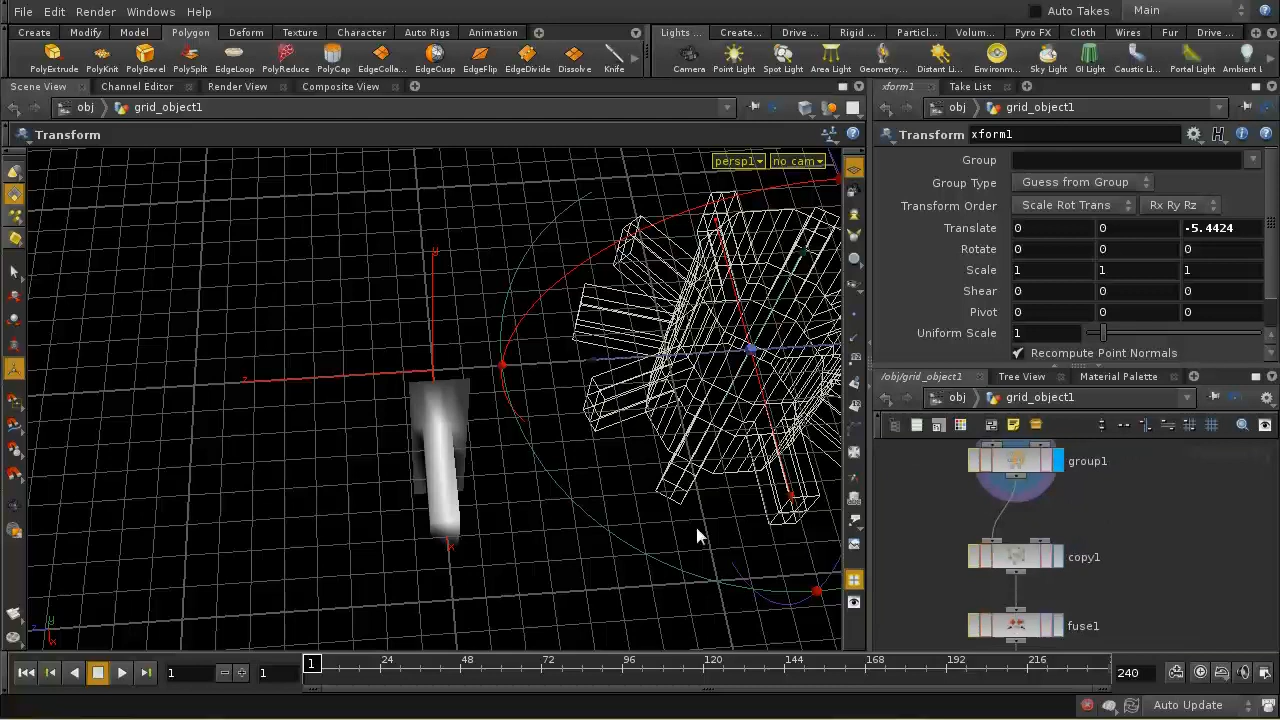 File Edit Render Windows Help Auto Takes Main
Create Modify Model Polygon Deform Texture Character Auto Rigs Animation Lights ... Create... Drive ... Rigid ... Particl... Volum... Pyro FX Cloth Wires Fur Drive ...
PolyExtrude PolyKnit PolyBevel PolySplit EdgeLoop PolyReduce PolyCap EdgeColla... EdgeCusp EdgeFlip EdgeDivide Dissolve Knife Camera Point Light Spot Light Area Light Geometry... Distant Li... Environm... Sky Light GI Light Caustic Li... Portal Light Ambient L
Scene View Channel Editor Render View Composite View xform1 Take List
obj grid_object1 obj grid_object1
Transform Transform xform1
persp1 no cam
Group
Group Type Guess from Group
Transform Order Scale Rot Trans Rx Ry Rz
Translate 0 0 -5.4424
Rotate 0 0 0
Scale 1 1 1
Shear 0 0 0
Pivot 0 0 0
Uniform Scale 1
Recompute Point Normals
/obj/grid_object1 Tree View Material Palette
obj grid_object1
group1
copy1
fuse1
y
z
x
z y x
1 1 1 24 48 72 96 120 144 168 192 216 240
Auto Update